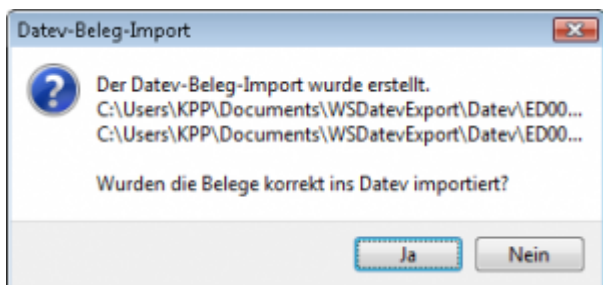 Datev-Beleg-Import
Der Datev-Beleg-Import wurde erstellt.
C:\Users\KPP\Documents\WSDatevExport\Datev\ED00...
C:\Users\KPP\Documents\WSDatevExport\Datev\ED00...
Wurden die Belege korrekt ins Datev importiert?
Ja
Nein